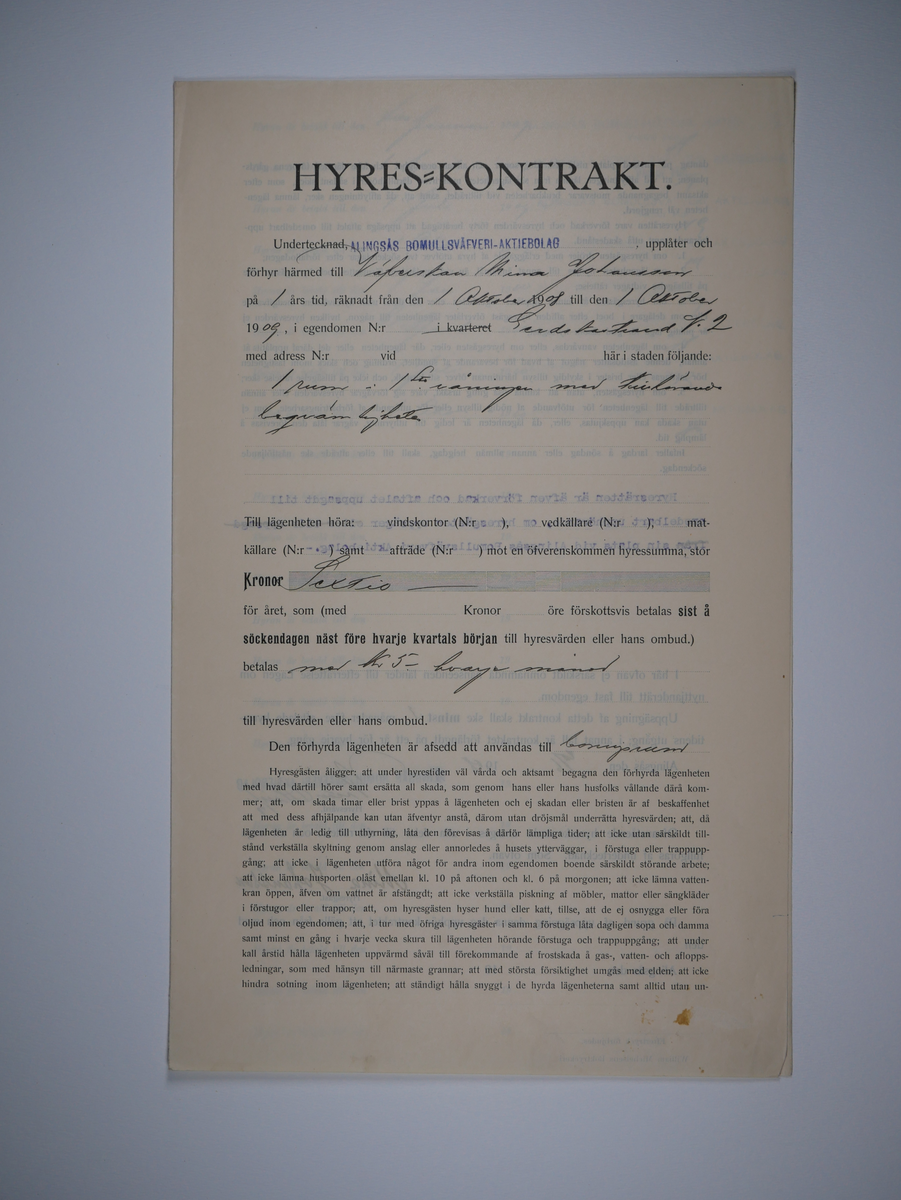 HYRES=KONTRAKT.
Undertecknad, ALINGSÅS BOMULLSVÄFVERI-AKTIEBOLAG, upplåter och
förhyr härmed till Väfverskan Mina Johansson
på 1 års tid, räknadt från den 1 Oktober 1908 till den 1 Oktober
1909, i egendomen N:r i kvarteret N. 2
med adress N:r vid här i staden följande:
1 rum i 1sta våningen med tillhörande
beqvämligheter
Till lägenheten höra: vindskontor (N:r ), vedkällare (N:r ), mat-
källare (N:r - ) samt afträde (N:r ) mot en öfverenskommen hyressumma, stor
Kronor Sextio
för året, som (med Kronor öre förskottsvis betalas sist å
söckendagen näst före hvarje kvartals början till hyresvärden eller hans ombud.)
betalas med Kr 5- hvarje månad
till hyresvärden eller hans ombud.
Den förhyrda lägenheten är afsedd att användas till boningsrum
Hyresgästen åligger: att under hyrestiden väl vårda och aktsamt begagna den förhyrda lägenheten
med hvad därtill hörer samt ersätta all skada, som genom hans eller hans husfolks vållande därå kom-
mer; att, om skada timar eller brist yppas å lägenheten och ej skadan eller bristen är af beskaffenhet
att med dess afhjälpande kan utan äfventyr anstå, därom utan dröjsmål underrätta hyresvärden; att, då
lägenheten är ledig till uthyrning, låta den förevisas å därför lämpliga tider; att icke utan särskildt till-
stånd verkställa skyltning genom anslag eller annorledes å husets ytterväggar, i förstuga eller trappupp-
gång; att icke i lägenheten utföra något för andra inom egendomen boende särskildt störande arbete;
att icke lämna husporten olåst emellan kl. 10 på aftonen och kl. 6 på morgonen; att icke lämna vatten-
kran öppen, äfven om vattnet är afstängdt; att icke verkställa piskning af möbler, mattor eller sängkläder
i förstugor eller trappor; att, om hyresgästen hyser hund eller katt, tillse, att de ej osnygga eller föra
oljud inom egendomen; att, i tur med öfriga hyresgäster i samma förstuga låta dagligen sopa och damma
samt minst en gång i hvarje vecka skura till lägenheten hörande förstuga och trappuppgång; att under
kall årstid hålla lägenheten uppvärmd såväl till förekommande af frostskada å gas-, vatten- och aflopps-
ledningar, som med hänsyn till närmaste grannar; att med största försiktighet umgås med elden; att icke
hindra sotning inom lägenheten; att ständigt hålla snyggt i de hyrda lägenheterna samt alltid utan un-